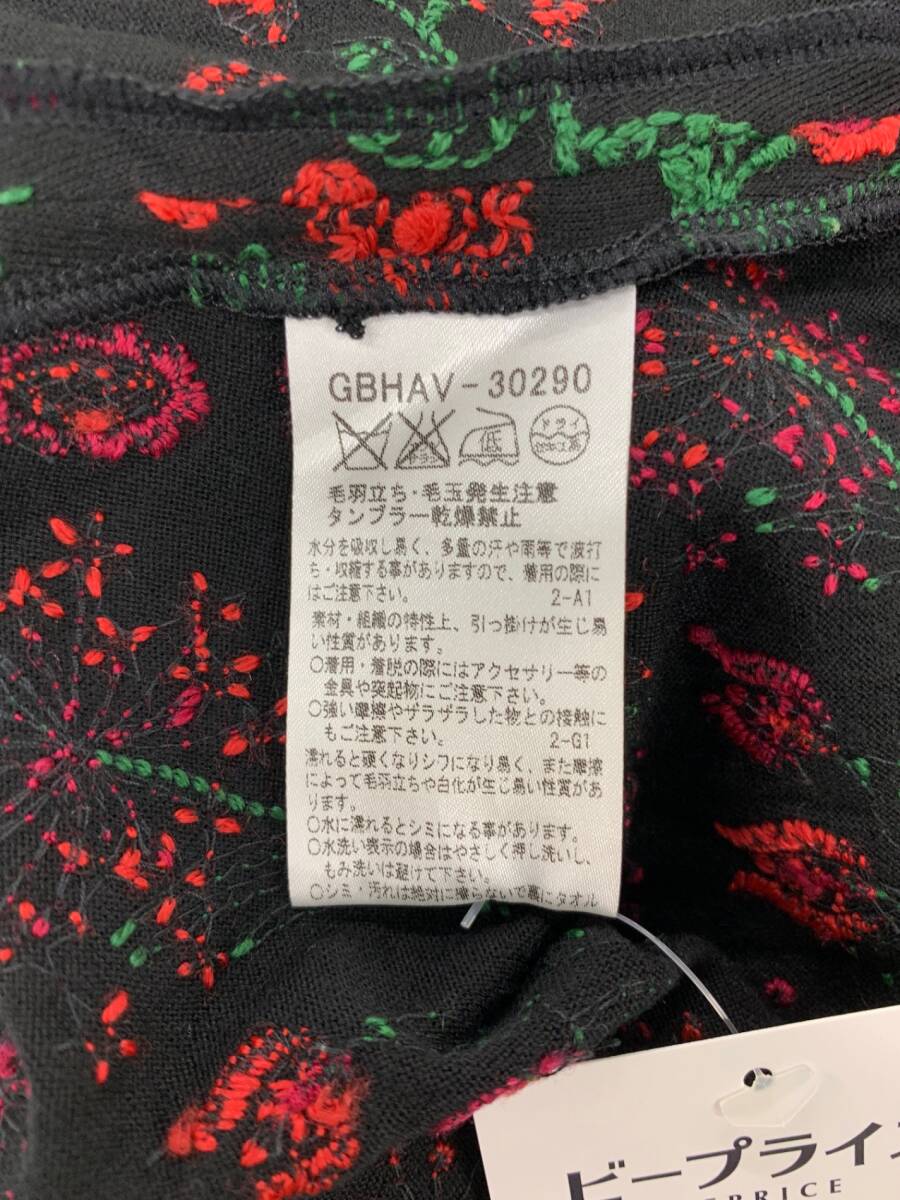 GBHAV-30290
低
ドライ
毛羽立ち・毛玉発生注意
タンブラー乾燥禁止
水分を吸収し易く、多量の汗や雨等で波打
ち・収縮する事がありますので、着用の際に
はご注意下さい。 2-A1
素材・組織の特性上、引っ掛けが生じ易
い性質があります。
○着用・着脱の際にはアクセサリー等の
金具や突起物にご注意下さい。
○強い摩擦やザラザラした物との接触に
もご注意下さい。 2-G1
濡れると硬くなりシワになり易く、また摩擦
によって毛羽立ちや白化が生じ易い性質があ
ります。
○水に濡れるとシミになる事があります。
○水洗い表示の場合はやさしく押し洗いし、
もみ洗いは避けて下さい。
○シミ・汚れは絶対に擦らないで裏にタオル
ビープライス